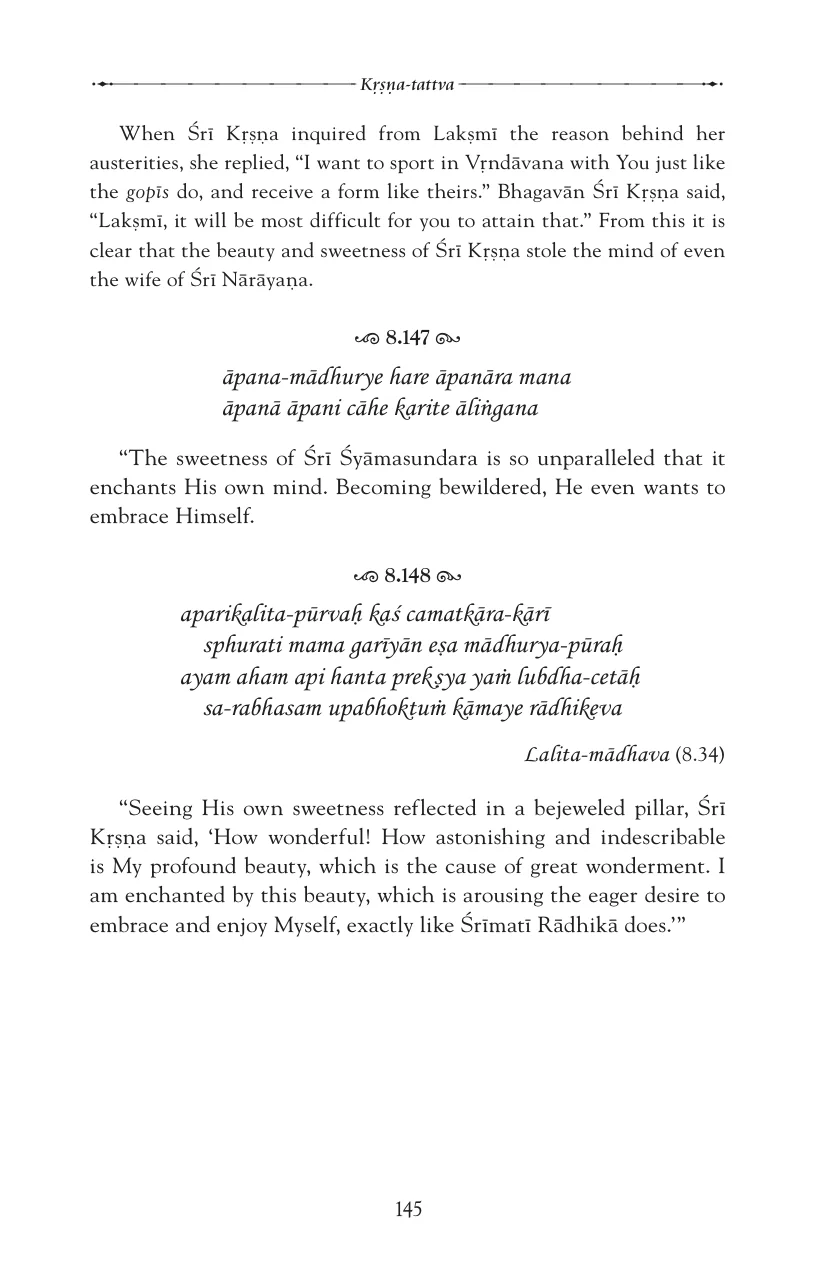 Kṛṣṇa-tattva
When Śrī Kṛṣṇa inquired from Lakṣmī the reason behind her
austerities, she replied, “I want to sport in Vṛndāvana with You just like
the gopīs do, and receive a form like theirs.” Bhagavān Śrī Kṛṣṇa said,
“Lakṣmī, it will be most difficult for you to attain that.” From this it is
clear that the beauty and sweetness of Śrī Kṛṣṇa stole the mind of even
the wife of Śrī Nārāyaṇa.
8.147
āpana-mādhurye hare āpanāra mana
āpanā āpani cāhe karite āliṅgana
“The sweetness of Śrī Śyāmasundara is so unparalleled that it
enchants His own mind. Becoming bewildered, He even wants to
embrace Himself.
8.148
aparikalita-pūrvaḥ kaś camatkāra-kārī
sphurati mama garīyān eṣa mādhurya-pūraḥ
ayam aham api hanta prekṣya yaṁ lubdha-cetāḥ
sa-rabhasam upabhoktuṁ kāmaye rādhikeva
Lalita-mādhava (8.34)
“Seeing His own sweetness reflected in a bejeweled pillar, Śrī
Kṛṣṇa said, ‘How wonderful! How astonishing and indescribable
is My profound beauty, which is the cause of great wonderment. I
am enchanted by this beauty, which is arousing the eager desire to
embrace and enjoy Myself, exactly like Śrīmatī Rādhikā does.’”
145